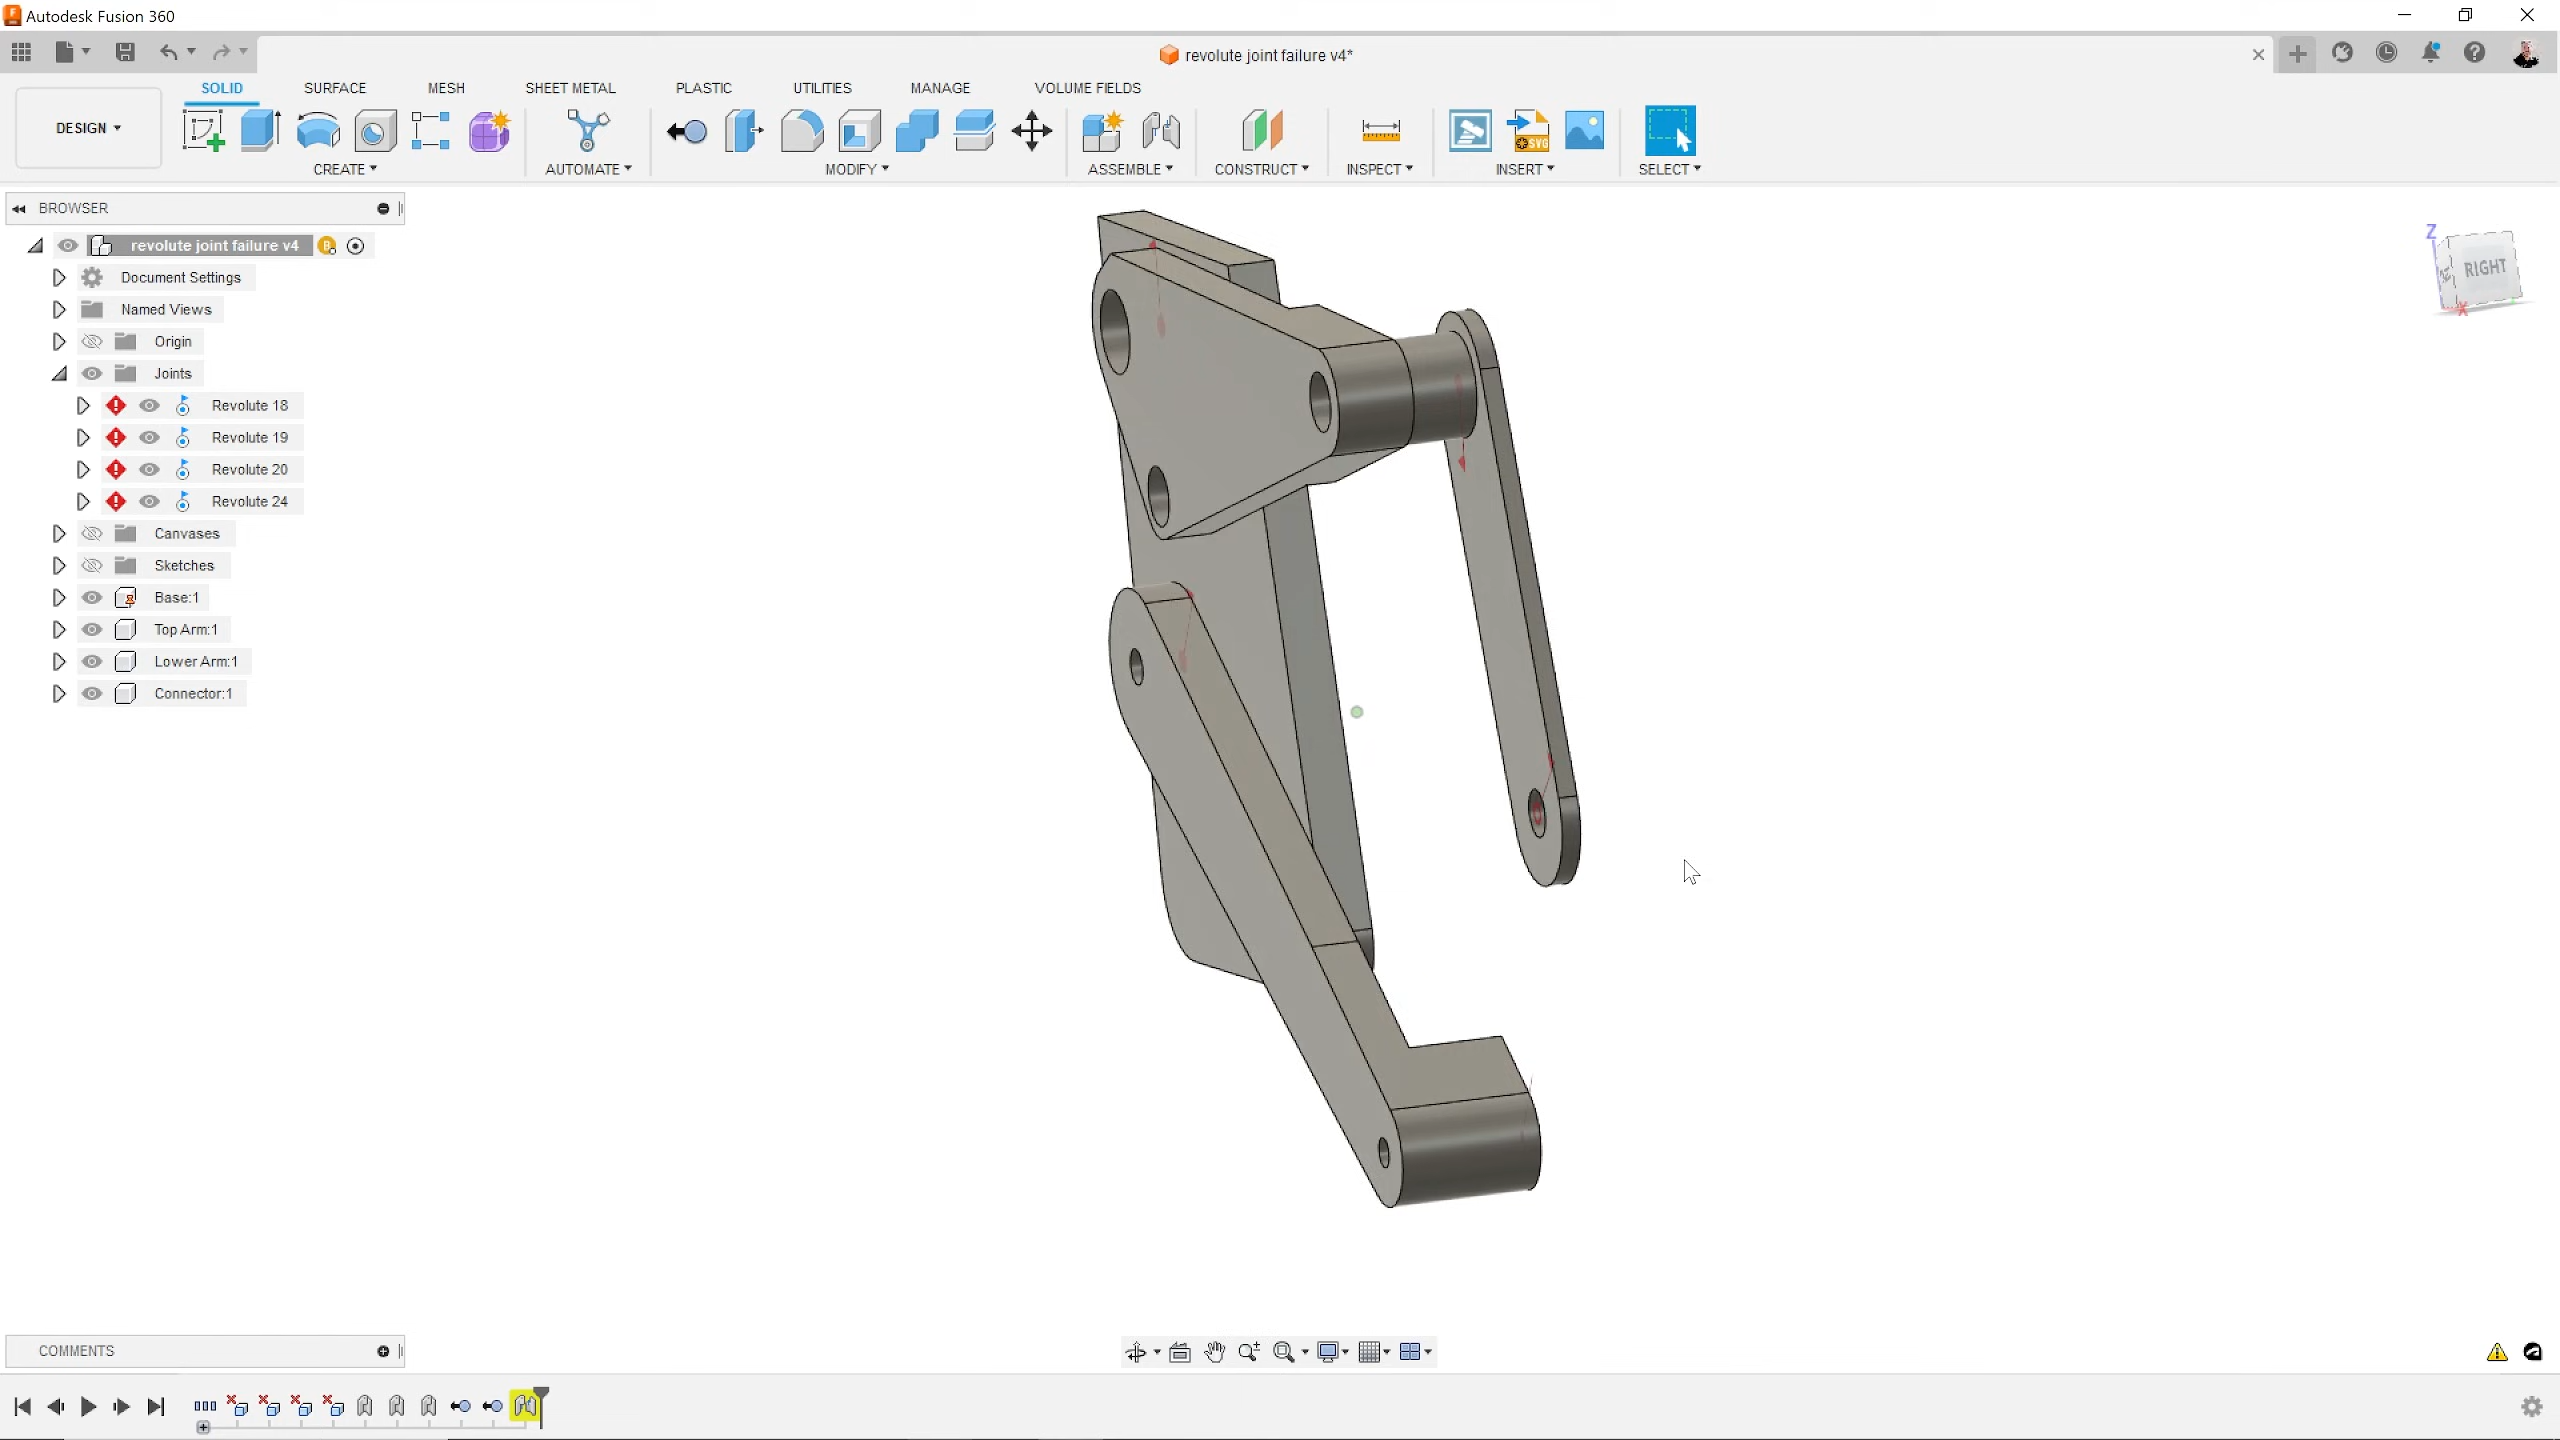 Autodesk Fusion 360
revolute joint failure v4*
SOLID SURFACE MESH SHEET METAL PLASTIC UTILITIES MANAGE VOLUME FIELDS
DESIGN
SVG
CREATE AUTOMATE MODIFY ASSEMBLE CONSTRUCT INSPECT INSERT SELECT
BROWSER
revolute joint failure v4
Document Settings
Named Views
Origin
Joints
Revolute 18
Revolute 19
Revolute 20
Revolute 24
Canvases
Sketches
Base:1
Top Arm:1
Lower Arm:1
Connector:1
Z
RIGHT
X
COMMENTS